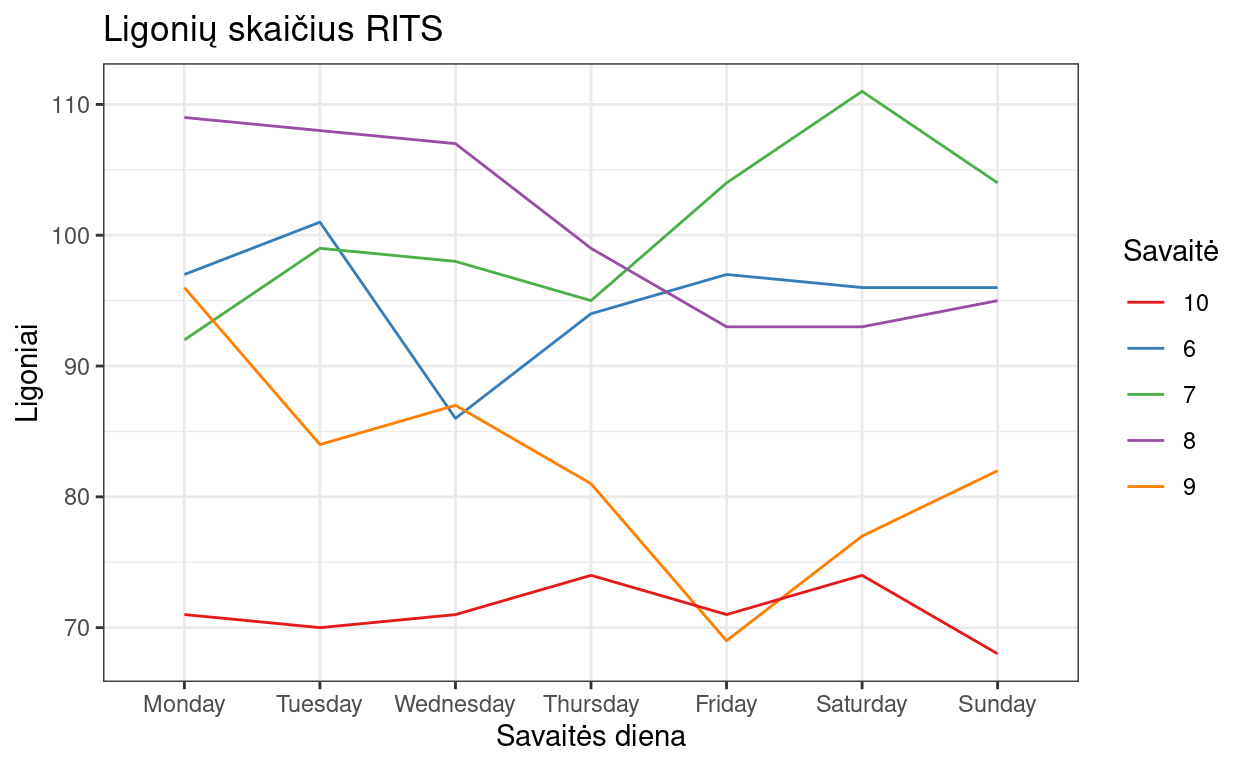 Ligonių skaičius RITS
Ligoniai
110
100
90
80
70
Monday Tuesday Wednesday Thursday Friday Saturday Sunday
Savaitės diena
Savaitė
10
6
7
8
9